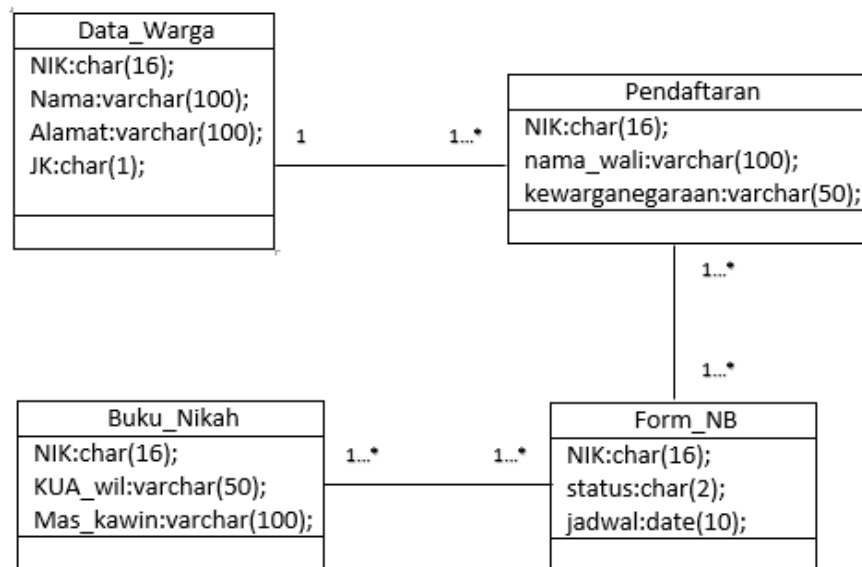 Data_Warga
NIK:char(16);
Nama:varchar(100);
Alamat:varchar(100);
JK:char(1);
1
1...*
Pendaftaran
NIK:char(16);
nama_wali:varchar(100);
kewarganegaraan:varchar(50);
1...*
1...*
Buku_Nikah
NIK:char(16);
KUA_wil:varchar(50);
Mas_kawin:varchar(100);
1...*
1...*
Form_NB
NIK:char(16);
status:char(2);
jadwal:date(10);